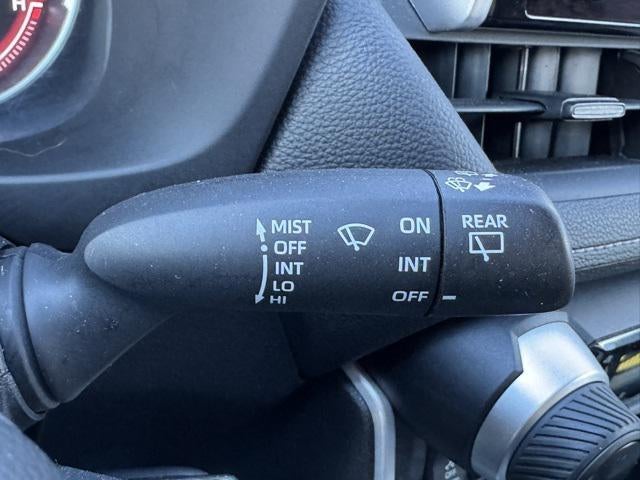 H
MIST
OFF
INT
LO
HI
ON
INT
OFF
REAR